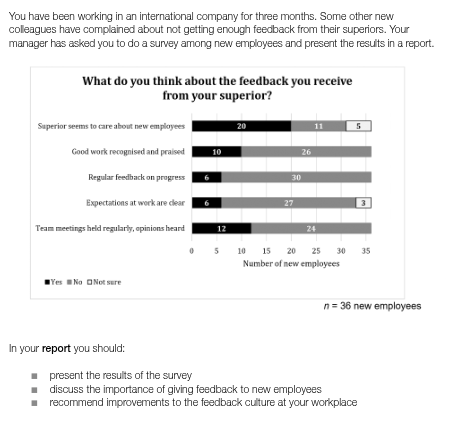 You have been working in an international company for three months. Some other new
colleagues have complained about not getting enough feedback from their superiors. Your
manager has asked you to do a survey among new employees and present the results in a report.
What do you think about the feedback you receive
from your superior?
Superior seems to care about new employees 20 11 5
Good work recognised and praised 10 26
Regular feedback on progress 6 30
Expectations at work are clear 6 27 3
Team meetings held regularly, opinions heard 12 24
0 5 10 15 20 25 30 35
Number of new employees
■Yes ■No □Not sure
n = 36 new employees
In your report you should:
■ present the results of the survey
■ discuss the importance of giving feedback to new employees
■ recommend improvements to the feedback culture at your workplace